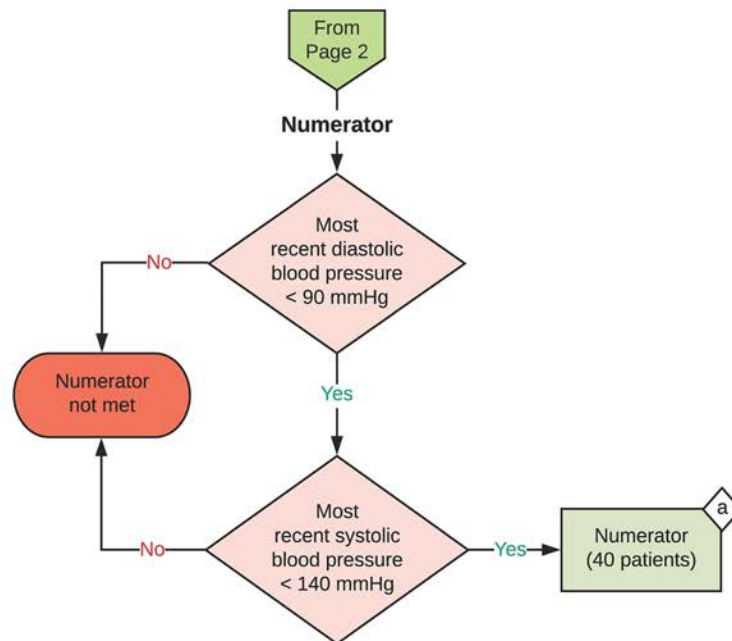 From
Page 2
Numerator
Most
recent diastolic
blood pressure
< 90 mmHg
No
Numerator
not met
Yes
Most
recent systolic
blood pressure
< 140 mmHg
No
Yes
Numerator
(40 patients)
a